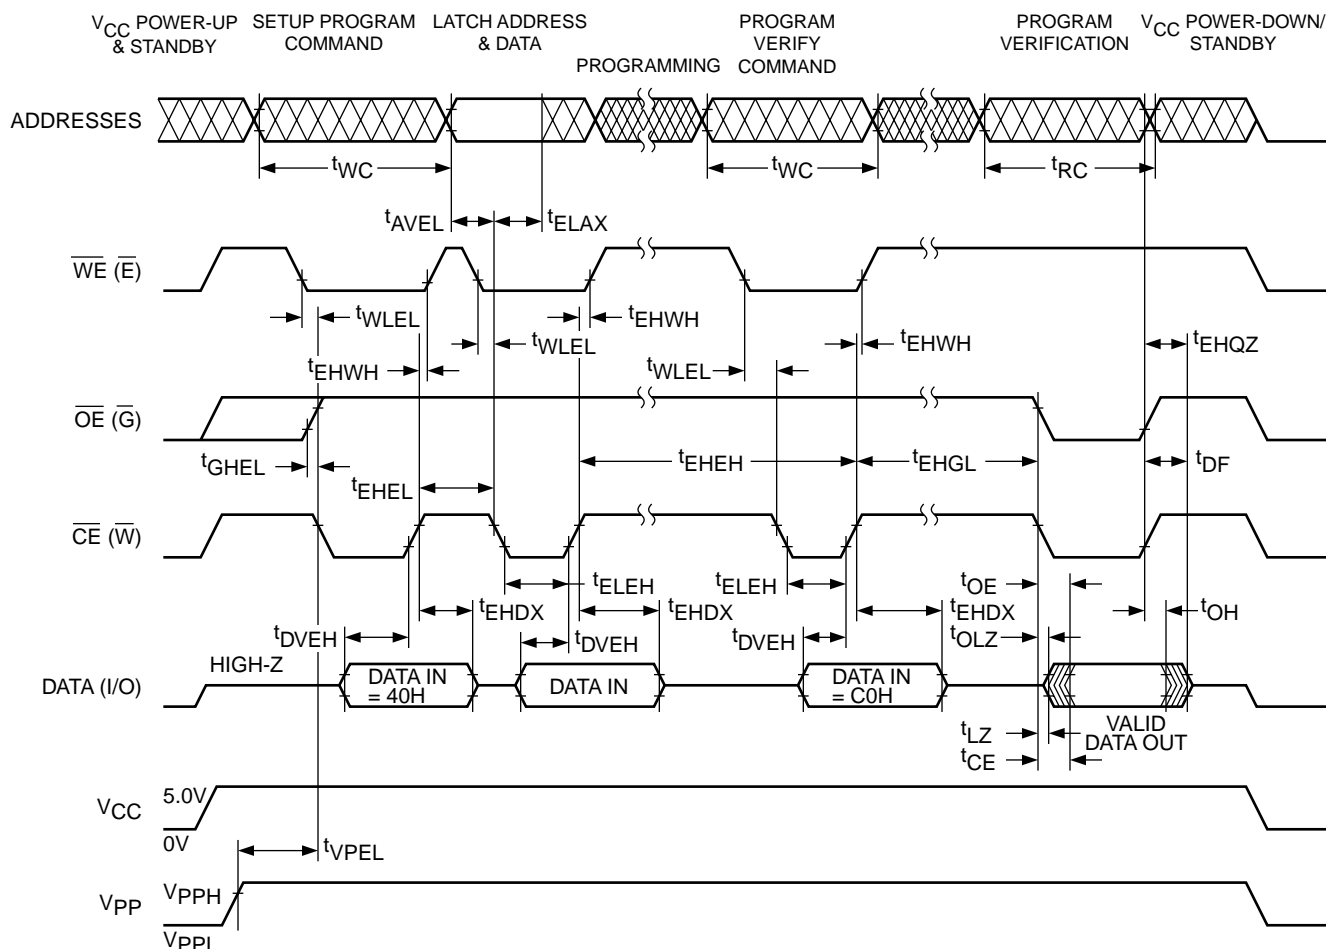 VCC POWER-UP & STANDBY
SETUP PROGRAM COMMAND
LATCH ADDRESS & DATA
PROGRAMMING
PROGRAM VERIFY COMMAND
PROGRAM VERIFICATION
VCC POWER-DOWN/ STANDBY
ADDRESSES
tWC
tWC
tRC
tAVEL
tELAX
WE (E)
tWLEL
tEHWH
tWLEL
tEHWH
tEHQZ
tEHWH
tWLEL
OE (G)
tGHEL
tEHEH
tEHGL
tDF
tEHEL
CE (W)
tELEH
tELEH
tOE
tEHDX
tEHDX
tEHDX
tOH
tDVEH
tDVEH
tDVEH
tOLZ
HIGH-Z
DATA (I/O)
DATA IN = 40H
DATA IN
DATA IN = C0H
VALID DATA OUT
tLZ
tCE
VCC
5.0V
0V
tVPEL
VPP
VPPH
VPPL